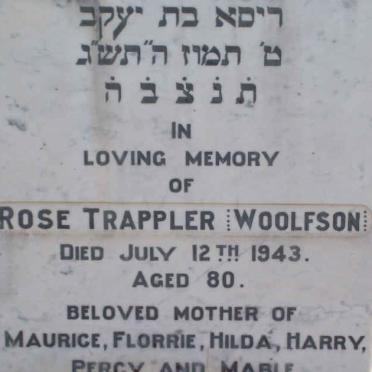 ריסא בת יעקב
ט׳ תמוז ה״תש״ג
ת נ צ ב ה
IN
LOVING MEMORY
OF
ROSE TRAPPLER (WOOLFSON)
DIED JULY 12TH 1943.
AGED 80.
BELOVED MOTHER OF
MAURICE, FLORRIE, HILDA, HARRY,
PERCY AND MABLE